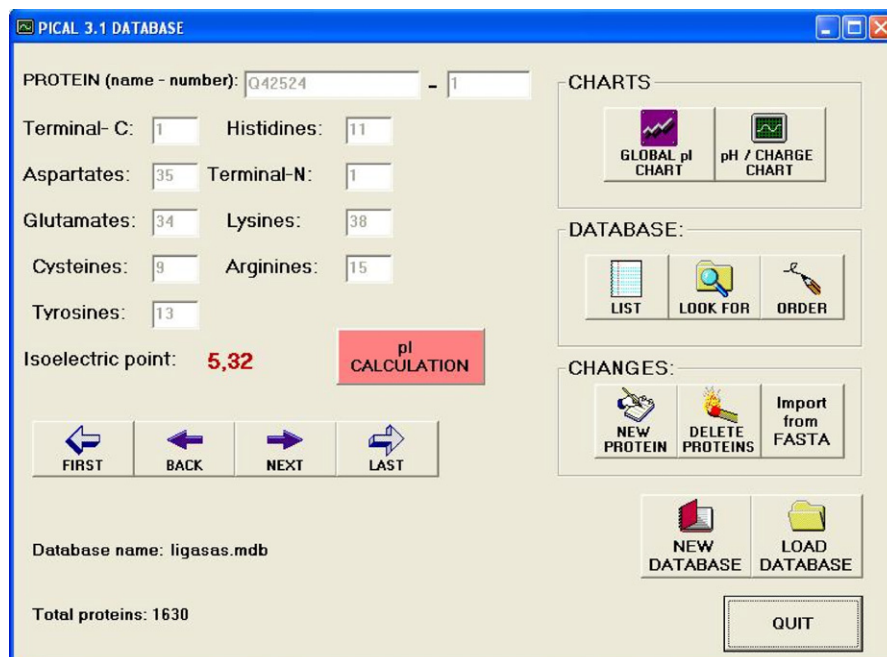 PICAL 3.1 DATABASE
PROTEIN (name - number): Q42524 - 1
Terminal- C: 1 Histidines: 11
Aspartates: 35 Terminal-N: 1
Glutamates: 34 Lysines: 38
Cysteines: 9 Arginines: 15
Tyrosines: 13
Isoelectric point: 5,32
pI
CALCULATION
FIRST
BACK
NEXT
LAST
Database name: ligasas.mdb
Total proteins: 1630
CHARTS
GLOBAL pI
CHART
pH / CHARGE
CHART
DATABASE:
LIST
LOOK FOR
ORDER
CHANGES:
NEW
PROTEIN
DELETE
PROTEINS
Import
from
FASTA
NEW
DATABASE
LOAD
DATABASE
QUIT